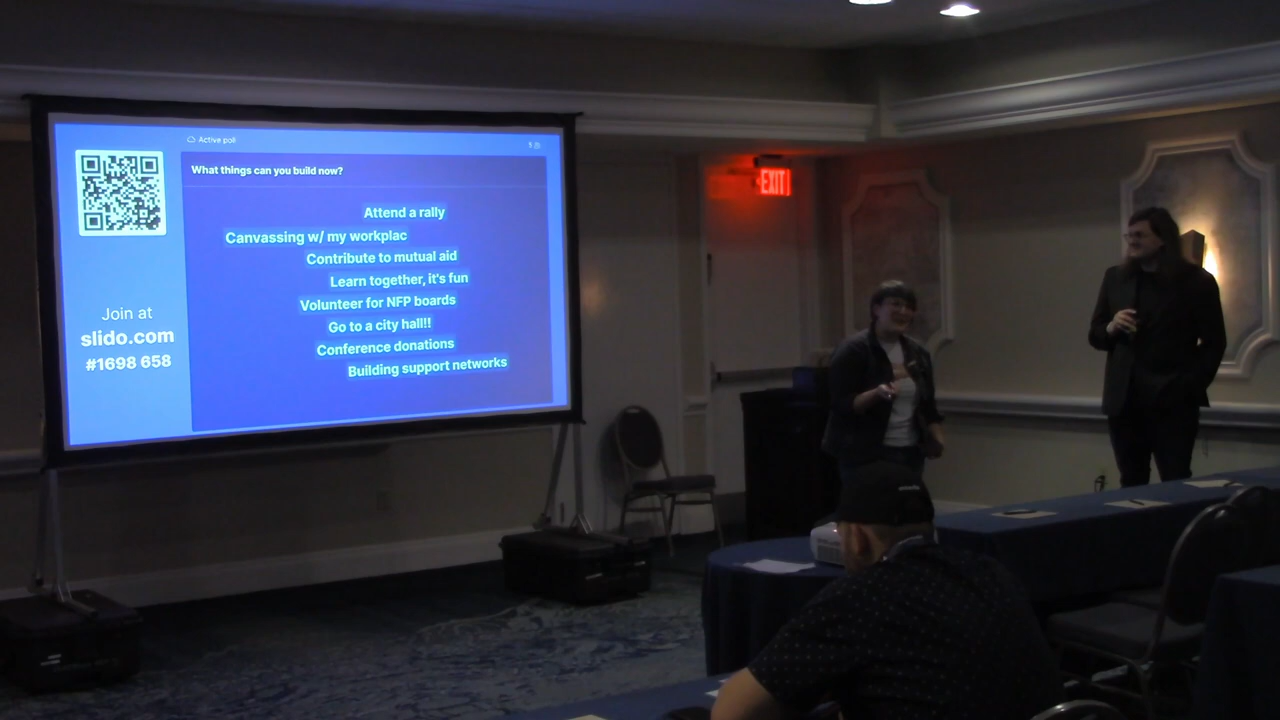 Active poll
What things can you build now?
Attend a rally
Canvassing w/ my workplac
Contribute to mutual aid
Learn together, it's fun
Volunteer for NFP boards
Go to a city hall!!
Conference donations
Building support networks
Join at
slido.com
#1698 658
EXIT